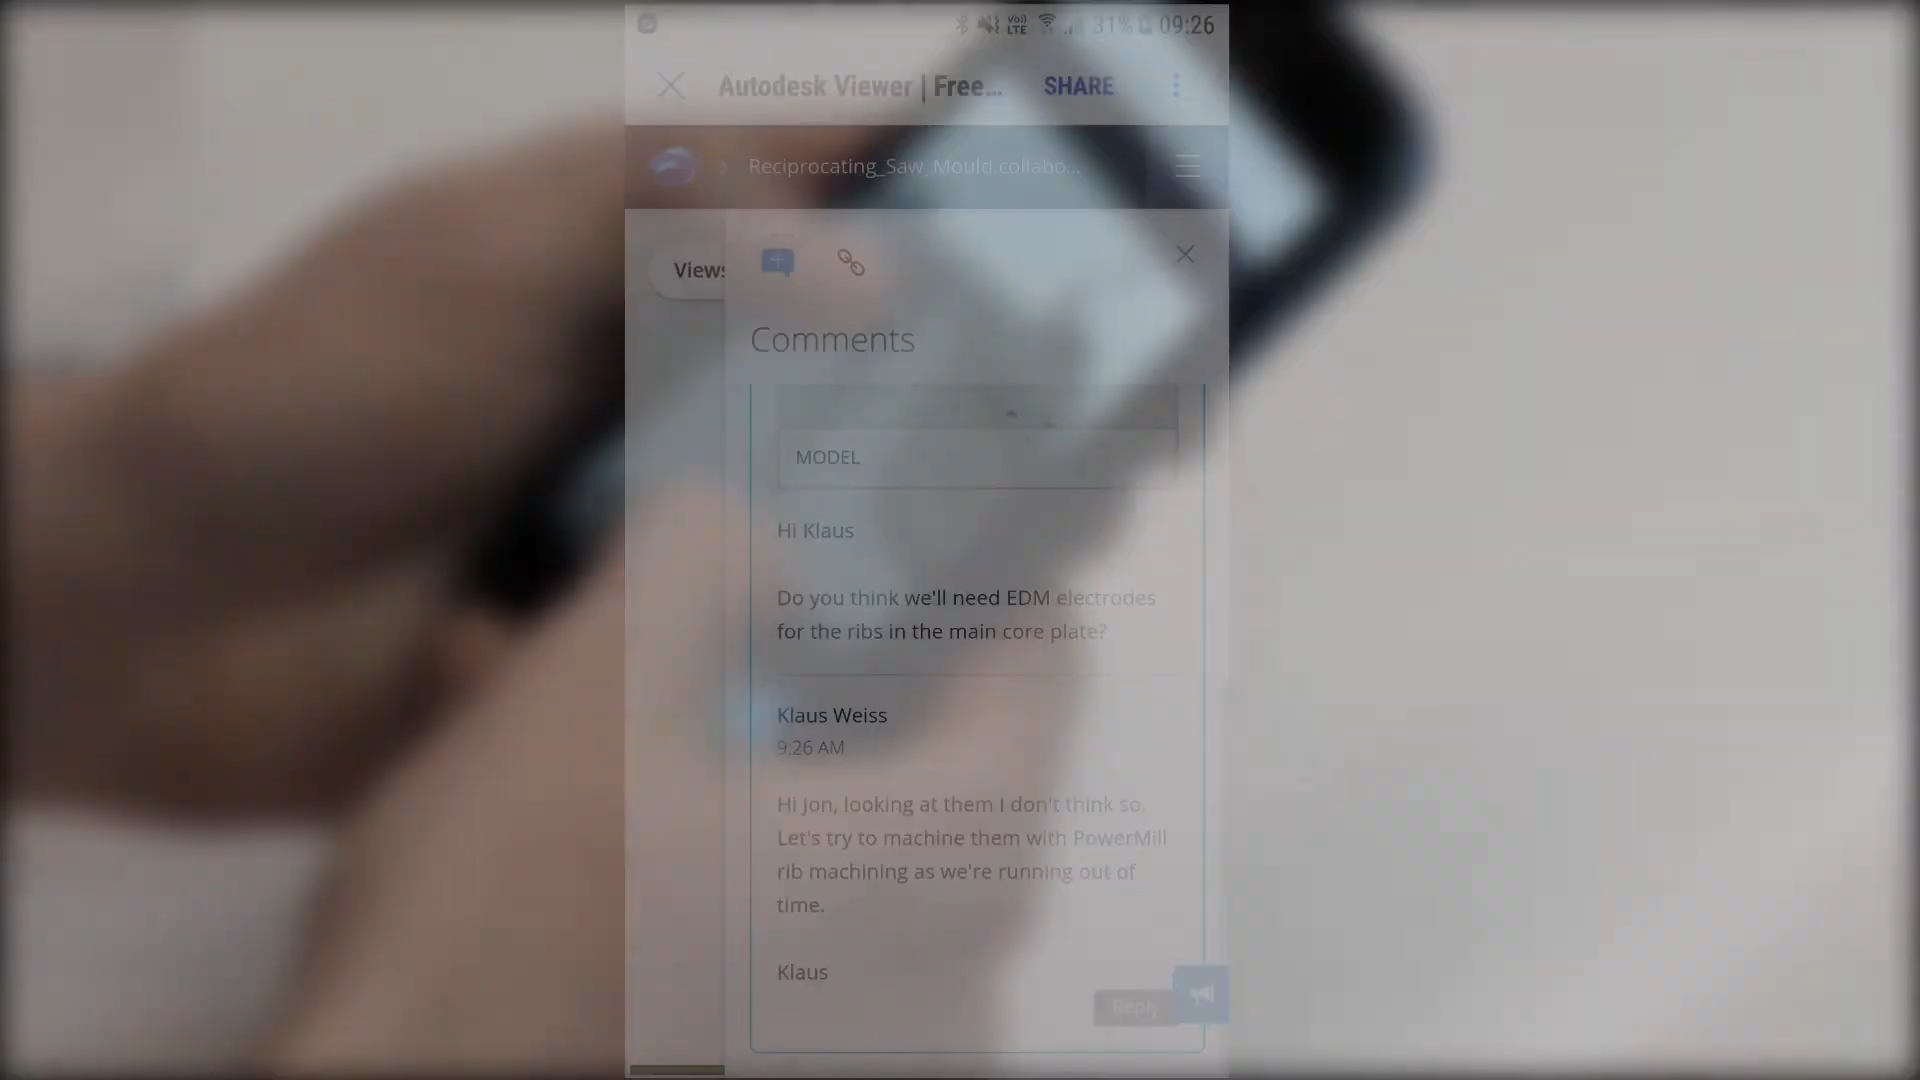 Vo)) LTE 31% 09:26
Autodesk Viewer | Free... SHARE
Reciprocating_Saw_Mould.collabo...
Views
Comments
MODEL
Hi Klaus
Do you think we'll need EDM electrodes
for the ribs in the main core plate?
Klaus Weiss
9:26 AM
Hi Jon, looking at them I don't think so.
Let's try to machine them with PowerMill
rib machining as we're running out of
time.
Klaus
Reply